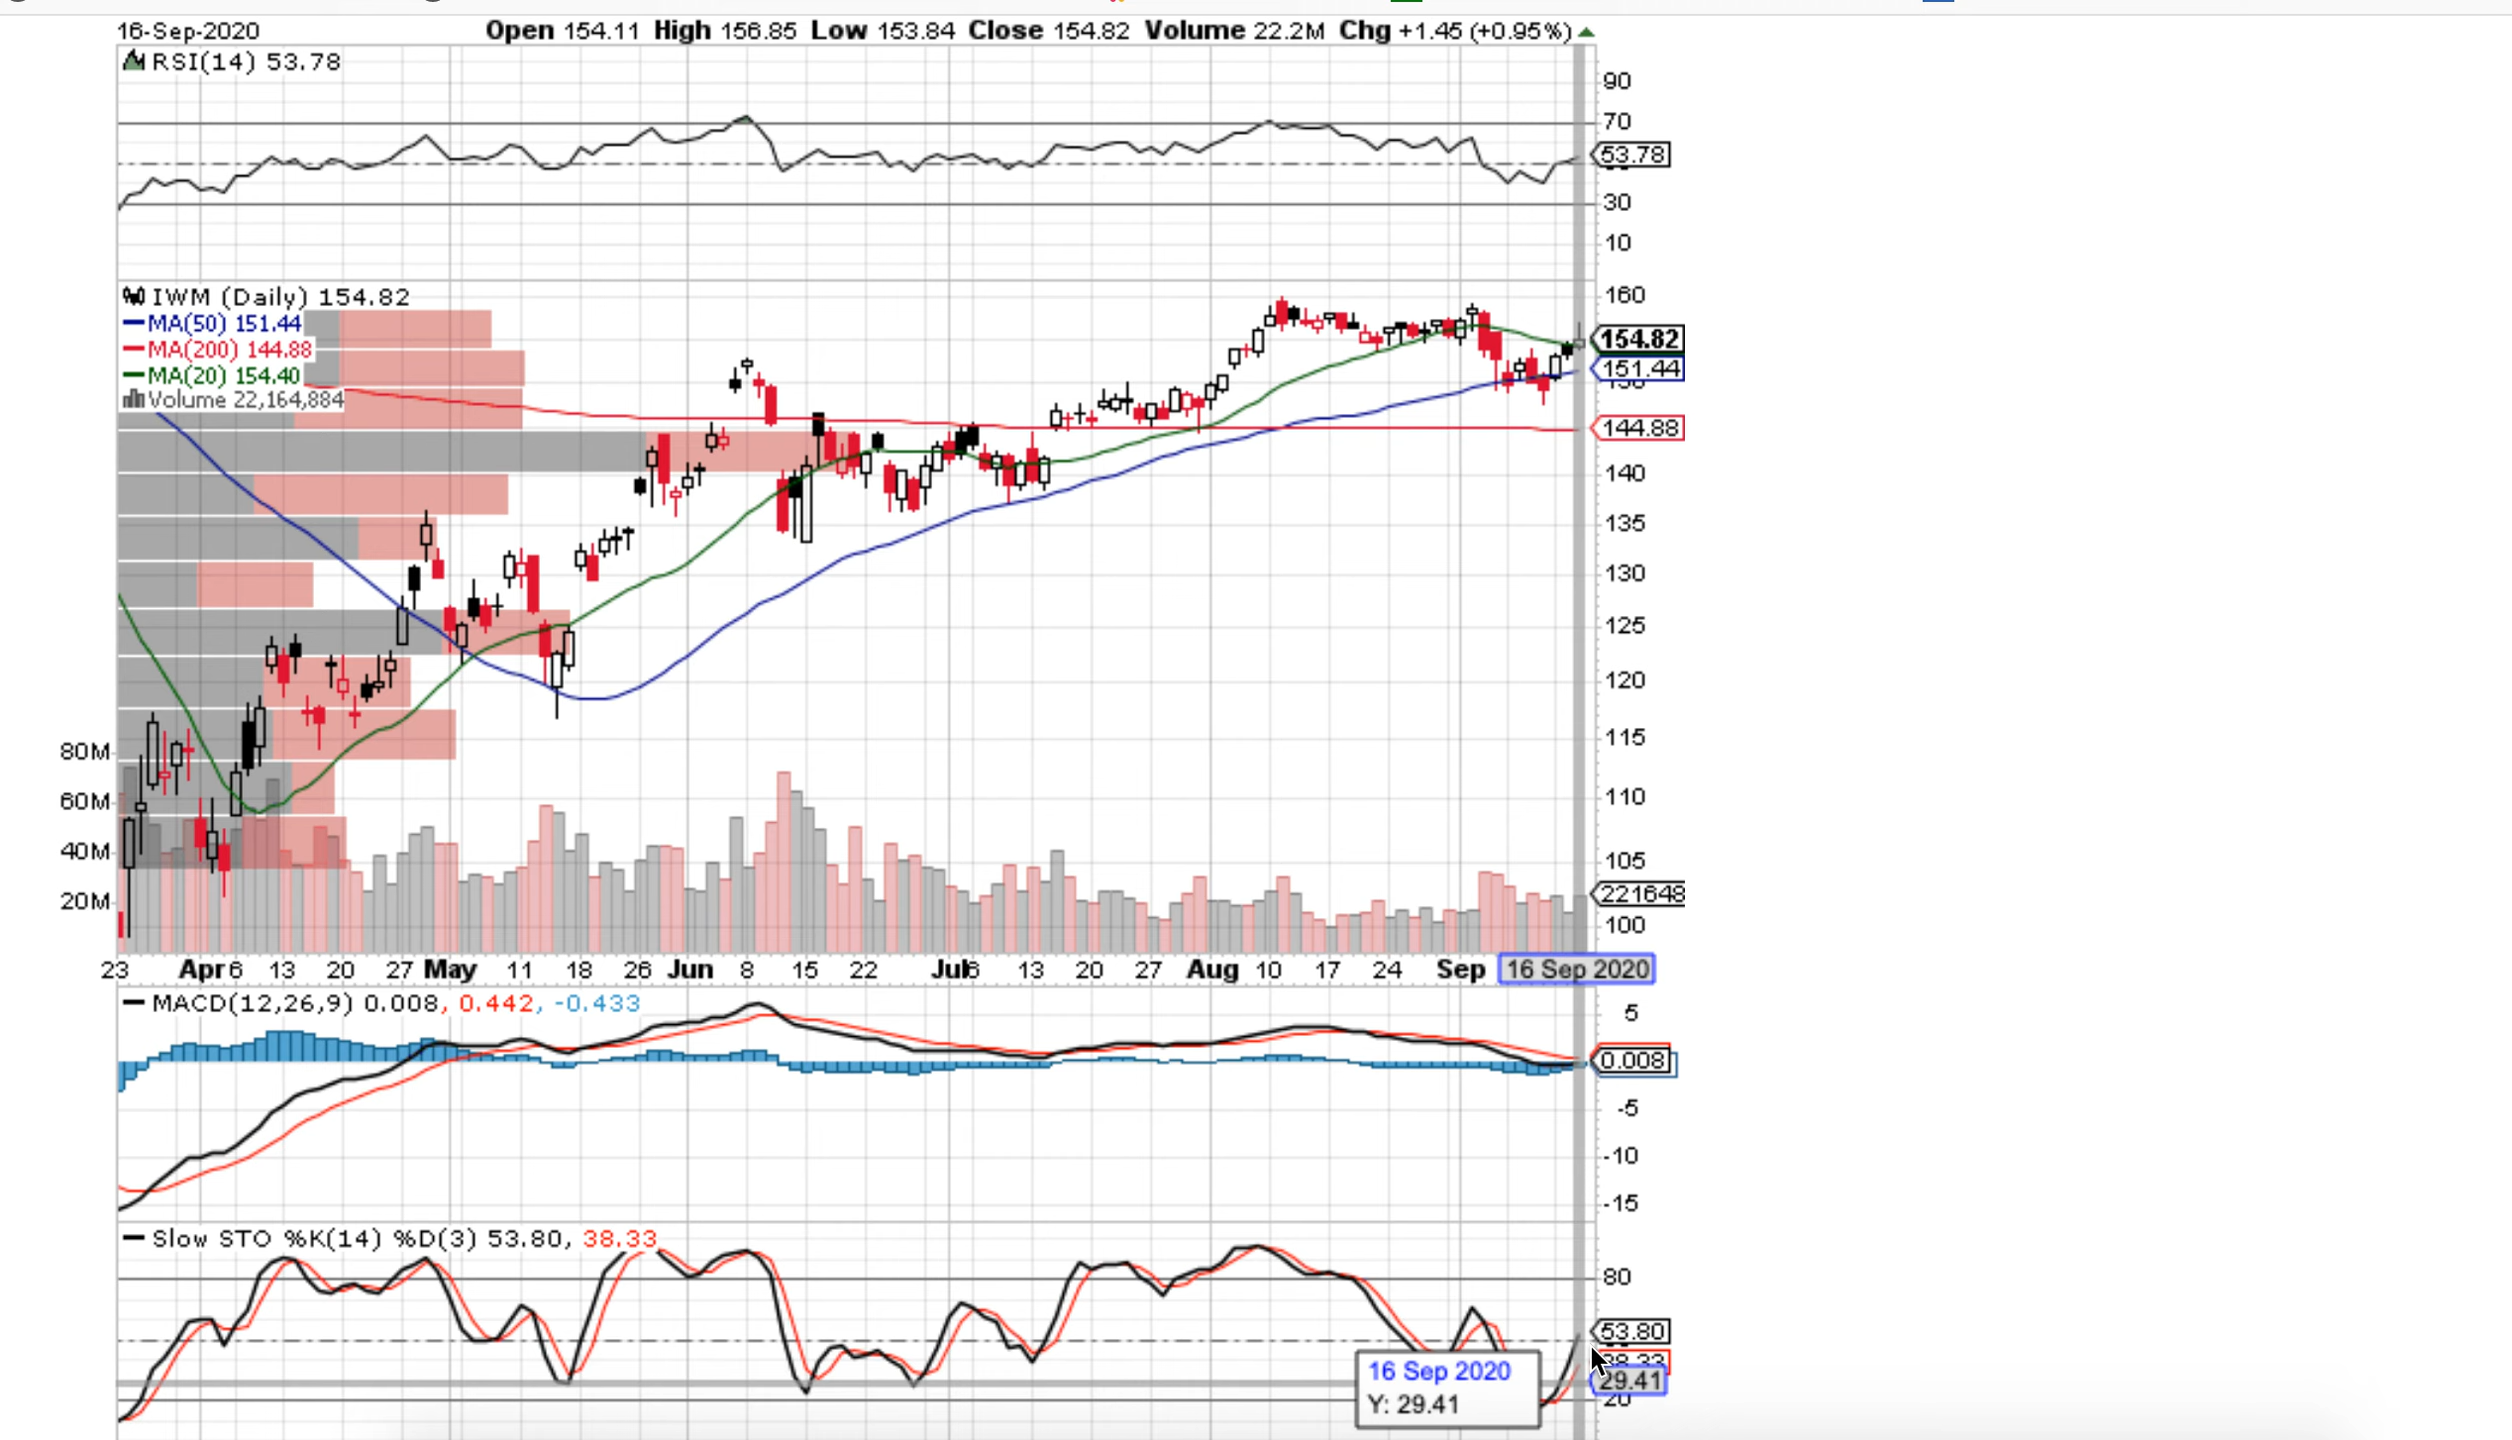 16-Sep-2020 Open 154.11 High 156.85 Low 153.84 Close 154.82 Volume 22.2M Chg +1.45 (+0.95%)
RSI(14) 53.78
90
70
53.78
30
10
IWM (Daily) 154.82
160
MA(50) 151.44
154.82
MA(200) 144.88
151.44
MA(20) 154.40
150
Volume 22,164,884
144.88
140
135
130
125
120
80M 115
60M 110
40M 105
20M 221648
100
23 Apr 6 13 20 27 May 11 18 26 Jun 8 15 22 Jul 6 13 20 27 Aug 10 17 24 Sep 16 Sep 2020
MACD(12,26,9) 0.008, 0.442, -0.433
5
0.008
-5
-10
-15
Slow STO %K(14) %D(3) 53.80, 38.33
80
53.80
38.33
16 Sep 2020
29.41
Y: 29.41
20